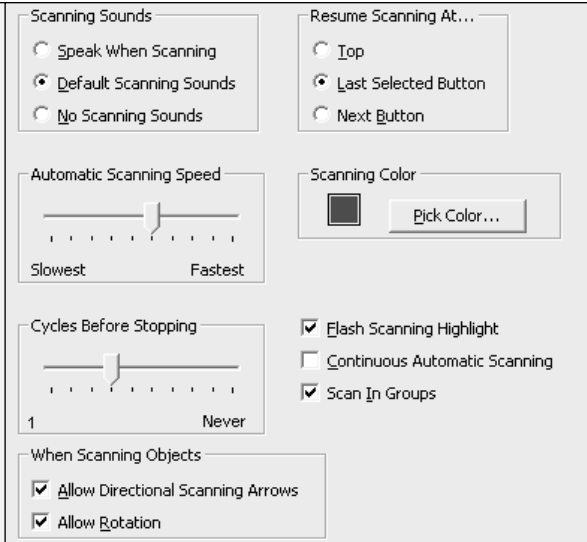 Scanning Sounds
Speak When Scanning
Default Scanning Sounds
No Scanning Sounds
Resume Scanning At...
Top
Last Selected Button
Next Button
Automatic Scanning Speed
Slowest Fastest
Scanning Color
Pick Color...
Cycles Before Stopping
1 Never
Flash Scanning Highlight
Continuous Automatic Scanning
Scan In Groups
When Scanning Objects
Allow Directional Scanning Arrows
Allow Rotation